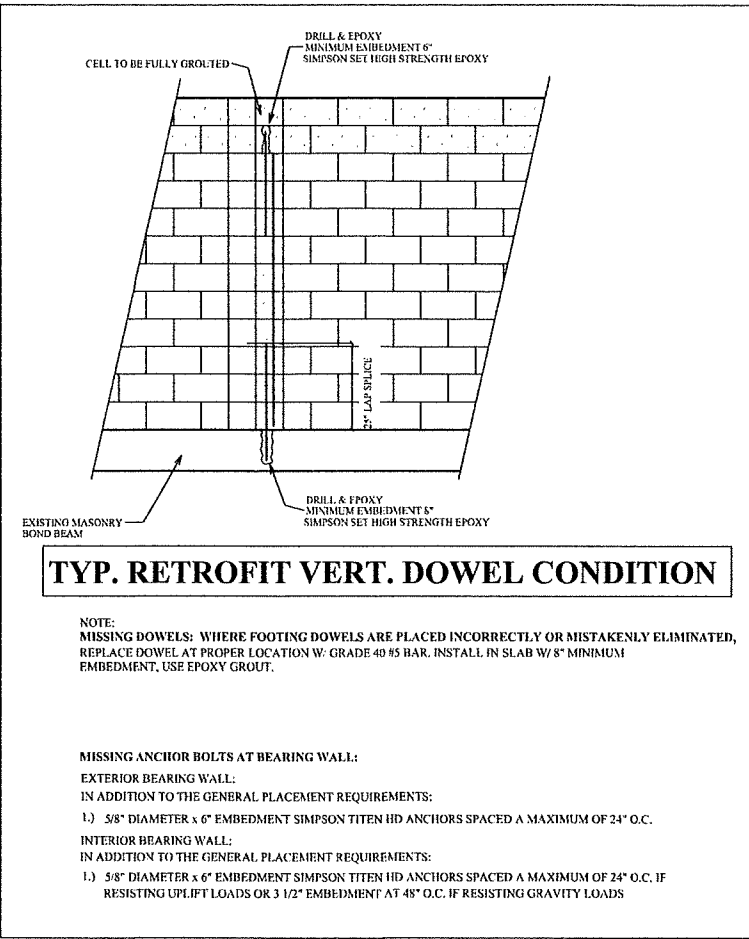 DRILL & EPOXY
MINIMUM EMBEDMENT 6"
SIMPSON SET HIGH STRENGTH EPOXY
CELL TO BE FULLY GROUTED
25" LAP SPLICE
DRILL & EPOXY
MINIMUM EMBEDMENT 8"
SIMPSON SET HIGH STRENGTH EPOXY
EXISTING MASONRY
BOND BEAM
TYP. RETROFIT VERT. DOWEL CONDITION
NOTE:
MISSING DOWELS: WHERE FOOTING DOWELS ARE PLACED INCORRECTLY OR MISTAKENLY ELIMINATED,
REPLACE DOWEL AT PROPER LOCATION W/ GRADE 40 #5 BAR. INSTALL IN SLAB W/ 8" MINIMUM
EMBEDMENT, USE EPOXY GROUT.
MISSING ANCHOR BOLTS AT BEARING WALL:
EXTERIOR BEARING WALL:
IN ADDITION TO THE GENERAL PLACEMENT REQUIREMENTS:
1.) 5/8" DIAMETER x 6" EMBEDMENT SIMPSON TITEN HD ANCHORS SPACED A MAXIMUM OF 24" O.C.
INTERIOR BEARING WALL:
IN ADDITION TO THE GENERAL PLACEMENT REQUIREMENTS:
1.) 5/8" DIAMETER x 6" EMBEDMENT SIMPSON TITEN HD ANCHORS SPACED A MAXIMUM OF 24" O.C. IF
RESISTING UPLIFT LOADS OR 3 1/2" EMBEDMENT AT 48" O.C. IF RESISTING GRAVITY LOADS